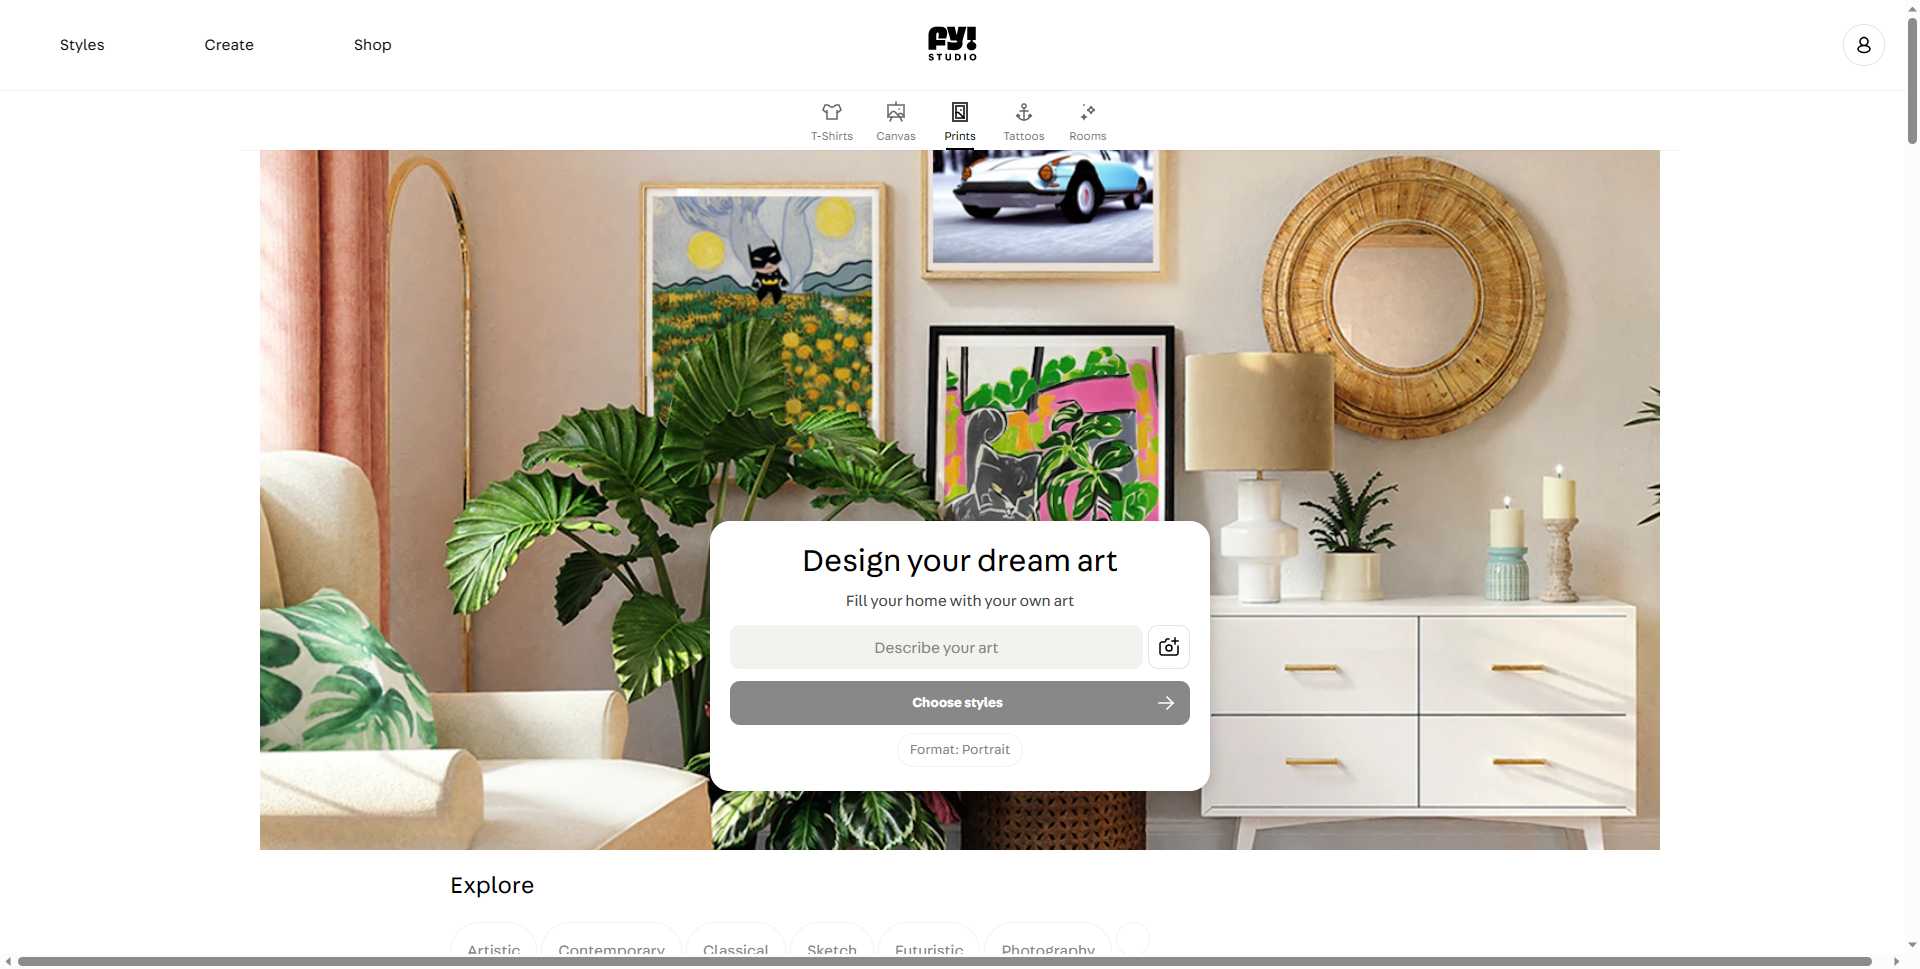 Styles
Create
Shop
FY!
STUDIO
T-Shirts
Canvas
Prints
Tattoos
Rooms
Design your dream art
Fill your home with your own art
Describe your art
Choose styles
Format: Portrait
Explore
Artistic
Contemporary
Classical
Sketch
Futuristic
Photography